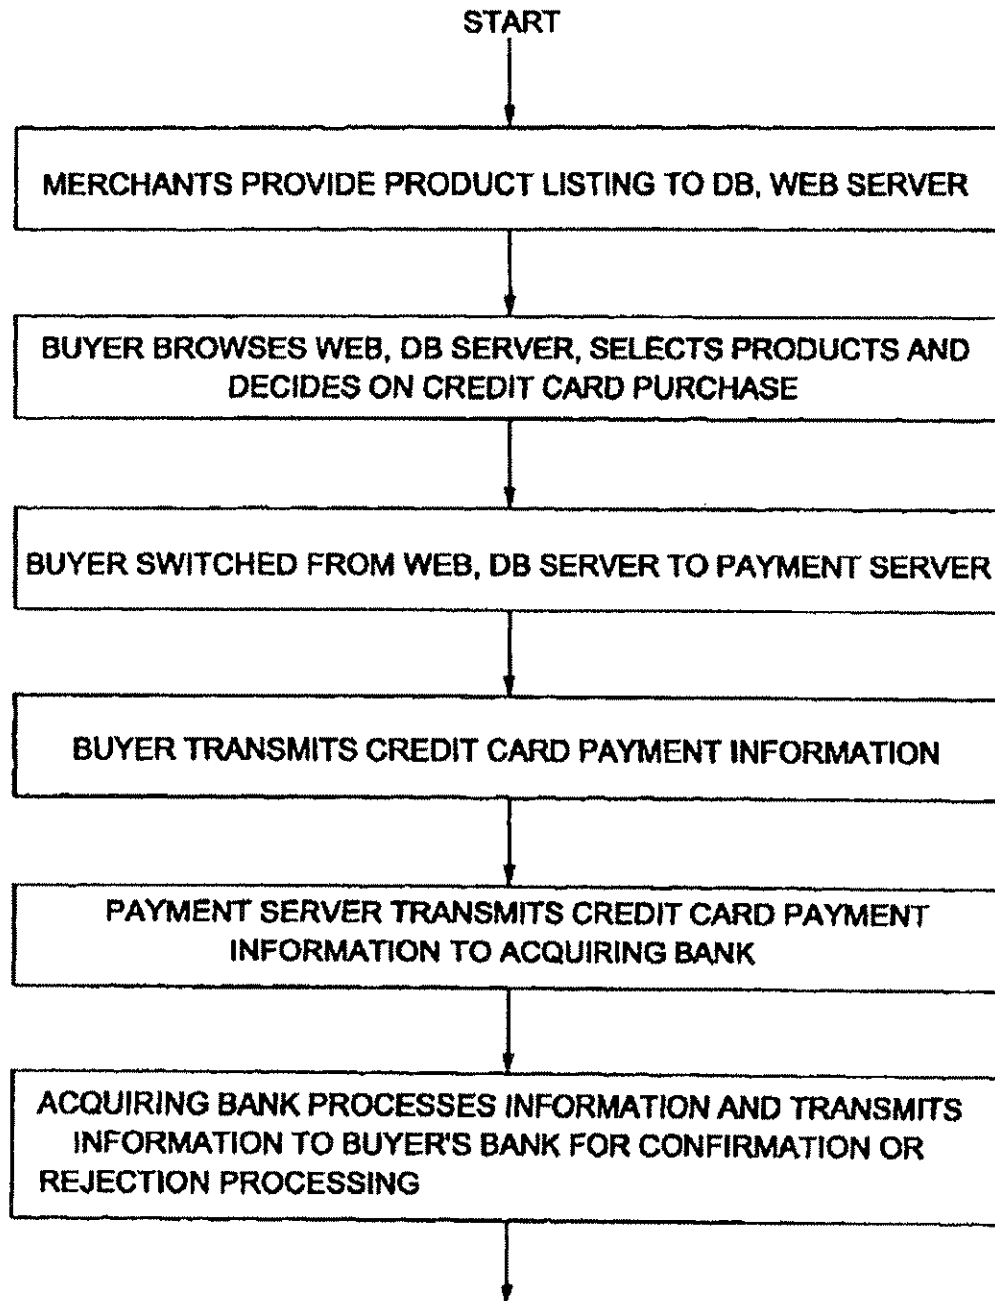 START
MERCHANTS PROVIDE PRODUCT LISTING TO DB, WEB SERVER
BUYER BROWSES WEB, DB SERVER, SELECTS PRODUCTS AND
DECIDES ON CREDIT CARD PURCHASE
BUYER SWITCHED FROM WEB, DB SERVER TO PAYMENT SERVER
BUYER TRANSMITS CREDIT CARD PAYMENT INFORMATION
PAYMENT SERVER TRANSMITS CREDIT CARD PAYMENT
INFORMATION TO ACQUIRING BANK
ACQUIRING BANK PROCESSES INFORMATION AND TRANSMITS
INFORMATION TO BUYER'S BANK FOR CONFIRMATION OR
REJECTION PROCESSING